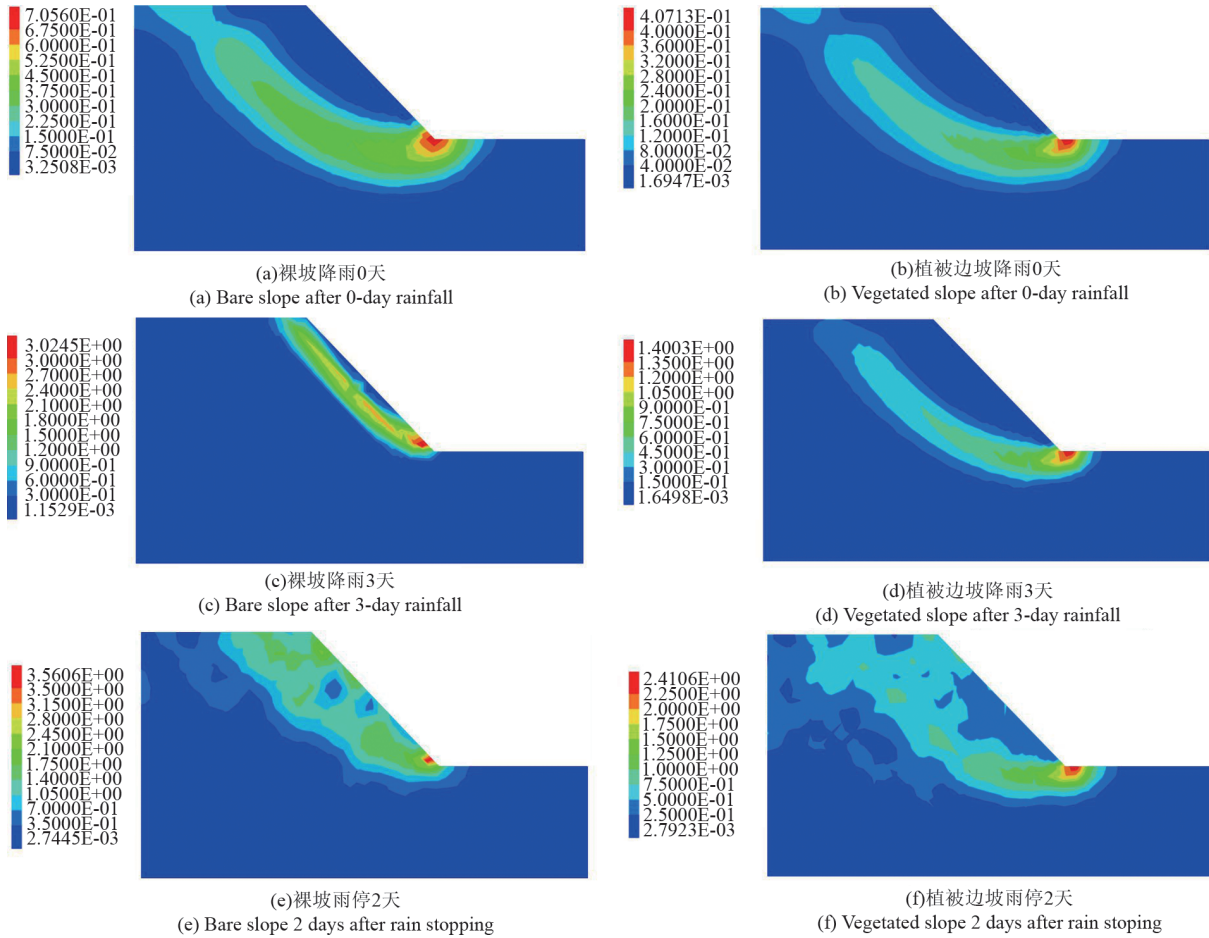 7.0560E-01
6.7500E-01
6.0000E-01
5.2500E-01
4.5000E-01
3.7500E-01
3.0000E-01
2.2500E-01
1.5000E-01
7.5000E-02
3.2508E-03
(a)裸坡降雨0天
(a) Bare slope after 0-day rainfall
4.0713E-01
4.0000E-01
3.6000E-01
3.2000E-01
2.8000E-01
2.4000E-01
2.0000E-01
1.6000E-01
1.2000E-01
8.0000E-02
4.0000E-02
1.6947E-03
(b)植被边坡降雨0天
(b) Vegetated slope after 0-day rainfall
3.0245E+00
3.0000E+00
2.7000E+00
2.4000E+00
2.1000E+00
1.8000E+00
1.5000E+00
1.2000E+00
9.0000E-01
6.0000E-01
3.0000E-01
1.1529E-03
(c)裸坡降雨3天
(c) Bare slope after 3-day rainfall
1.4003E+00
1.3500E+00
1.2000E+00
1.0500E+00
9.0000E-01
7.5000E-01
6.0000E-01
4.5000E-01
3.0000E-01
1.5000E-01
1.6498E-03
(d)植被边坡降雨3天
(d) Vegetated slope after 3-day rainfall
3.5606E+00
3.5000E+00
3.1500E+00
2.8000E+00
2.4500E+00
2.1000E+00
1.7500E+00
1.4000E+00
1.0500E+00
7.0000E-01
3.5000E-01
2.7445E-03
(e)裸坡雨停2天
(e) Bare slope 2 days after rain stopping
2.4106E+00
2.2500E+00
2.0000E+00
1.7500E+00
1.5000E+00
1.2500E+00
1.0000E+00
7.5000E-01
5.0000E-01
2.5000E-01
2.7923E-03
(f)植被边坡雨停2天
(f) Vegetated slope 2 days after rain stoping